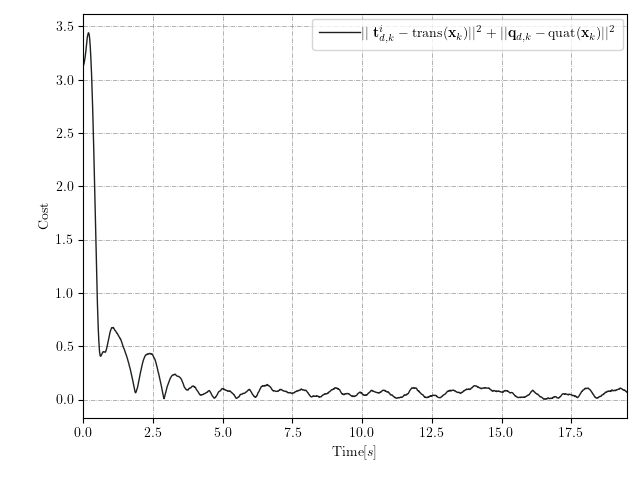 || t^i_{d,k} − trans(x_k)||² + ||q_{d,k} − quat(x_k)||²
3.5
3.0
2.5
2.0
1.5
1.0
0.5
0.0
Cost
0.0 2.5 5.0 7.5 10.0 12.5 15.0 17.5
Time[s]